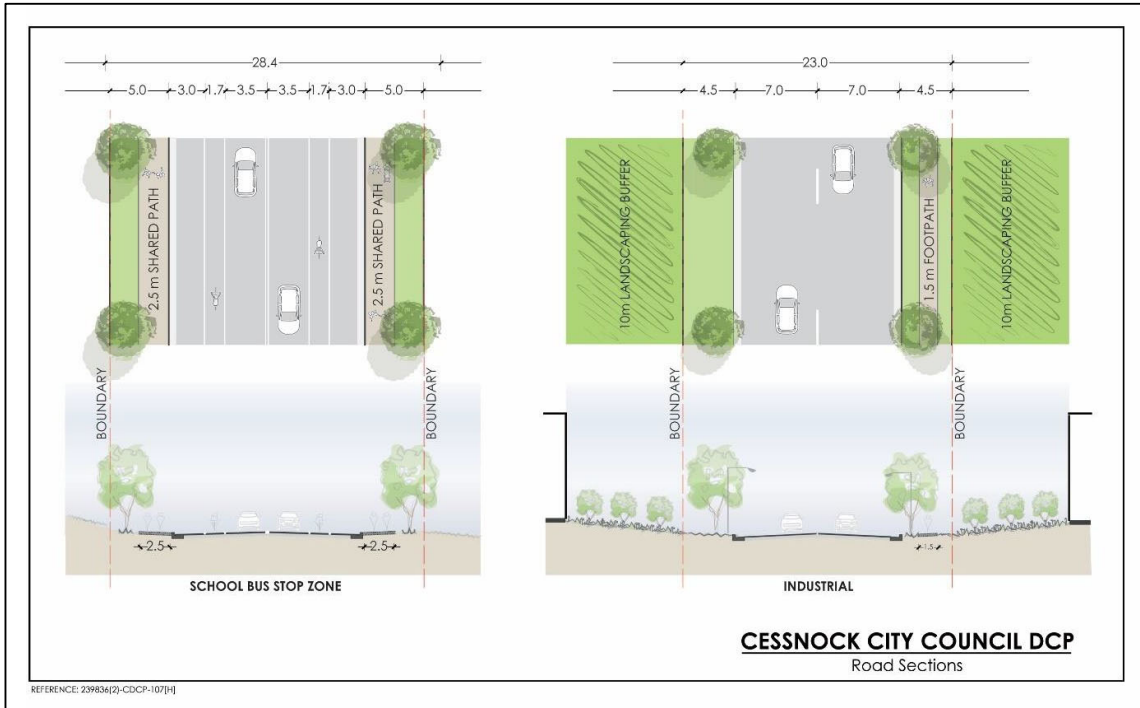 28.4
5.0 3.0 1.7 3.5 3.5 1.7 3.0 5.0
2.5 m SHARED PATH
2.5 m SHARED PATH
BOUNDARY
BOUNDARY
2.5
2.5
SCHOOL BUS STOP ZONE
23.0
4.5 7.0 7.0 4.5
10m LANDSCAPING BUFFER
1.5 m FOOTPATH
10m LANDSCAPING BUFFER
BOUNDARY
BOUNDARY
1.5
INDUSTRIAL
CESSNOCK CITY COUNCIL DCP
Road Sections
REFERENCE: 239836(2)-CDCP-107[H]